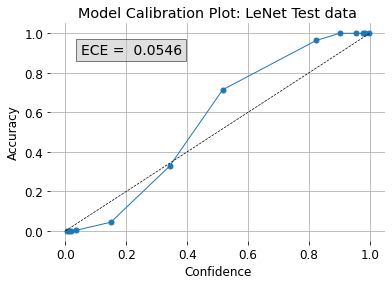 Model Calibration Plot: LeNet Test data
ECE =  0.0546
Accuracy
1.0
0.8
0.6
0.4
0.2
0.0
0.0 0.2 0.4 0.6 0.8 1.0
Confidence